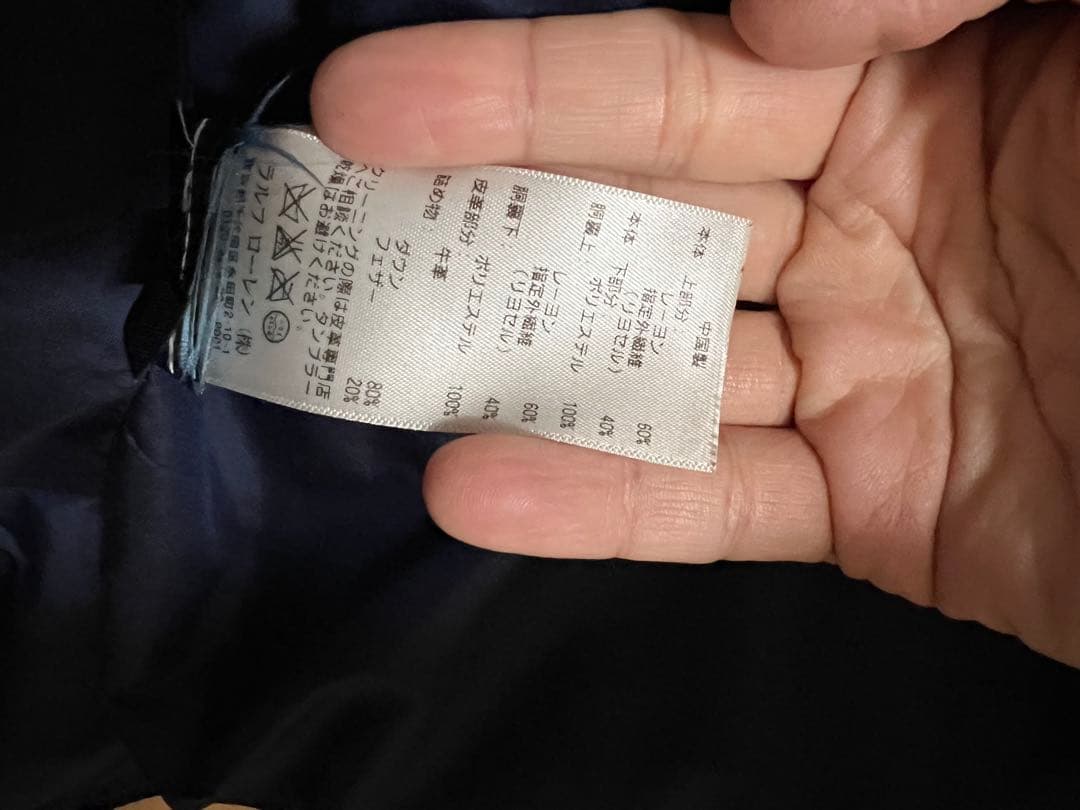 中国製
本体 上部分
レーヨン 60%
指定外繊維
(リヨセル) 40%
本体 下部分
ポリエステル 100%
胴裏上
レーヨン 60%
指定外繊維
(リヨセル) 40%
胴裏下
ポリエステル 100%
皮革部分 牛革
詰め物
ダウン 80%
フェザー 20%
クリーニングの際は皮革専門店
へご相談ください。タンブラー
乾燥はお避けください。
ラルフ ローレン (株)